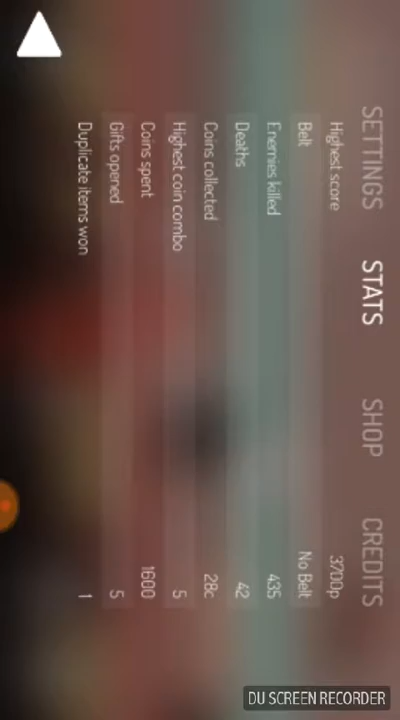 SETTINGS STATS SHOP CREDITS
Highest score 3700p
Belt No Belt
Enemies killed 435
Deaths 42
Coins collected 28c
Highest coin combo 5
Coins spent 1600
Gifts opened 5
Duplicate items won 1
DU SCREEN RECORDER